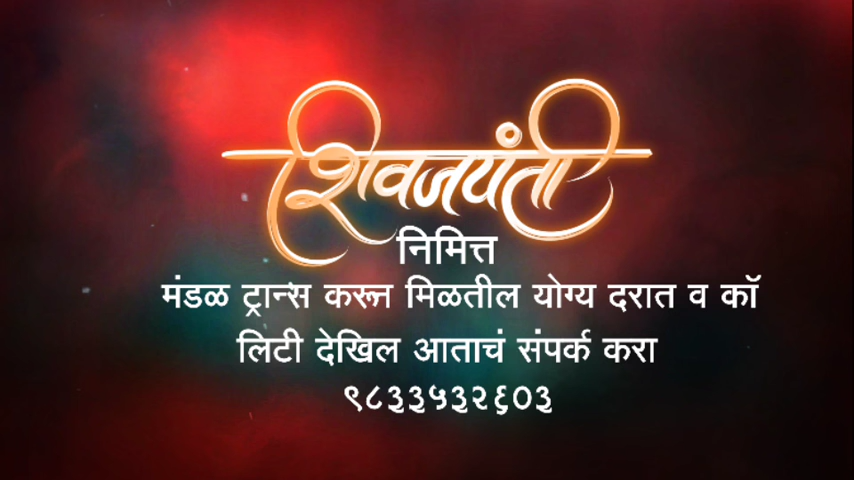 शिवजयंती
निमित्त
मंडळ ट्रान्स करून मिळतील योग्य दरात व कॉ
लिटी देखिल आताचं संपर्क करा
९८३३५३२६०३